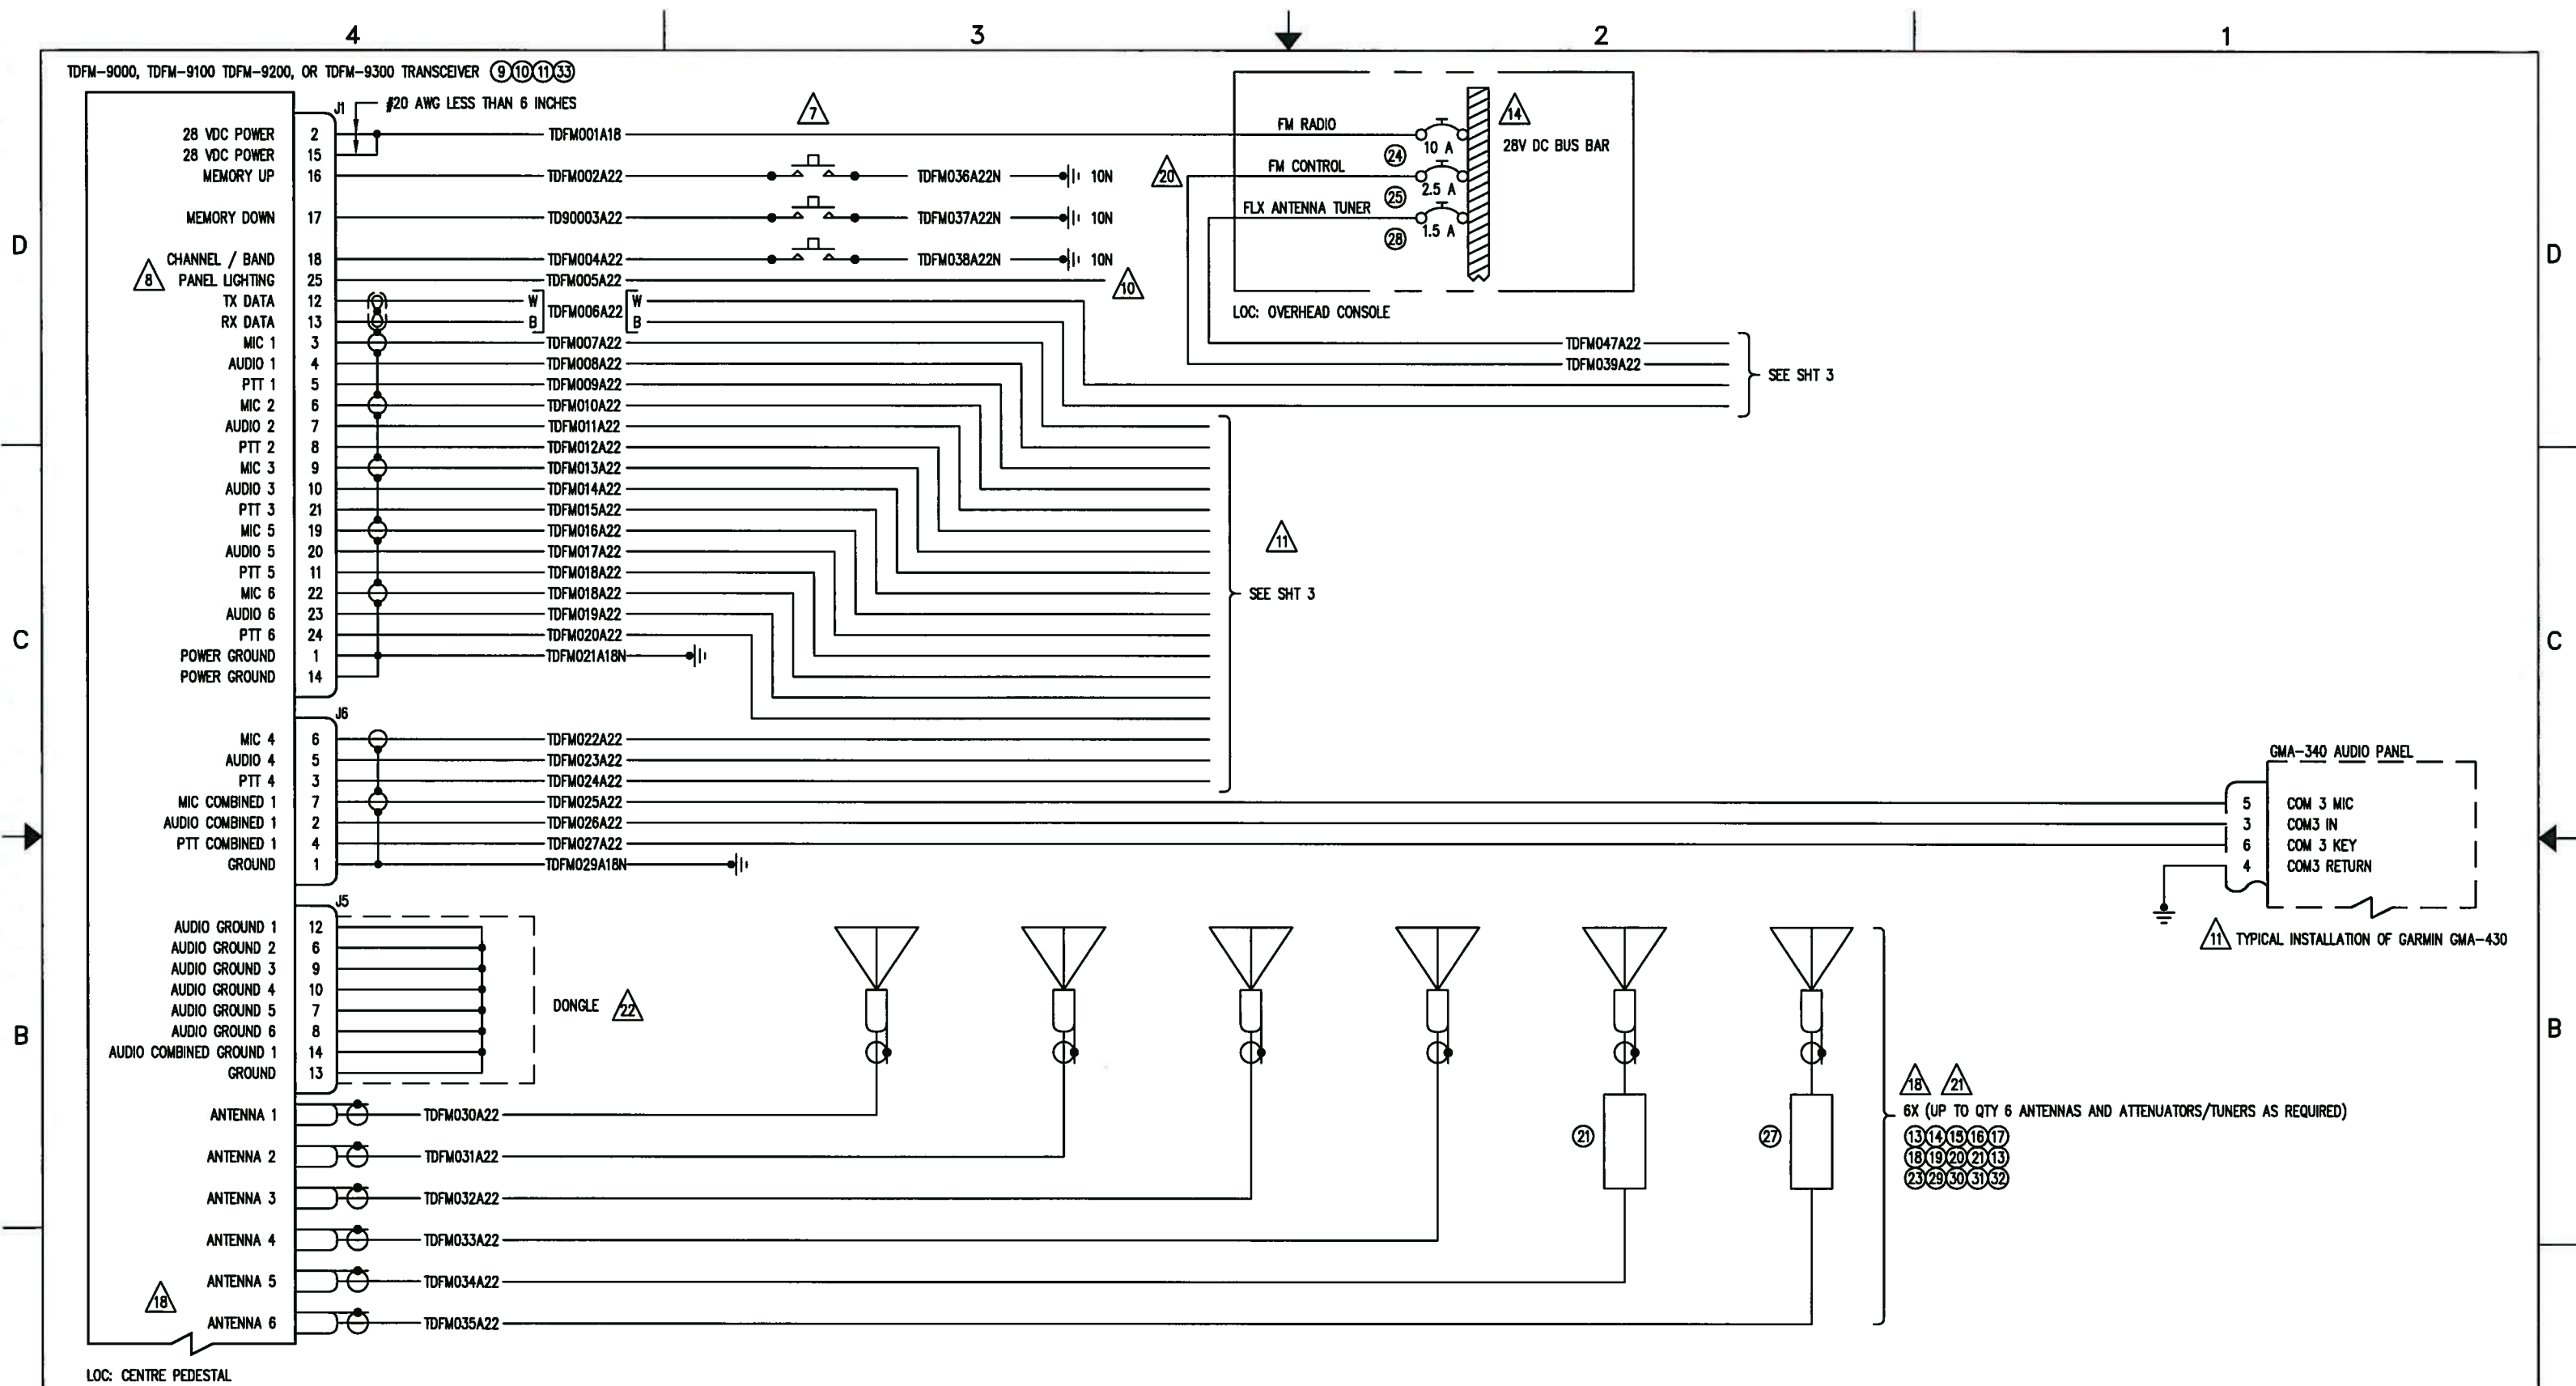 4 3 2 1
TDFM-9000, TDFM-9100 TDFM-9200, OR TDFM-9300 TRANSCEIVER 9 10 11 33
J1
#20 AWG LESS THAN 6 INCHES
7
28 VDC POWER 2 TDFM001A18
28 VDC POWER 15
MEMORY UP 16 TDFM002A22 TDFM036A22N 10N
MEMORY DOWN 17 TD90003A22 TDFM037A22N 10N
CHANNEL / BAND 18 TDFM004A22 TDFM038A22N 10N
8 PANEL LIGHTING 25 TDFM005A22 10
TX DATA 12 W TDFM006A22 W
RX DATA 13 B B
MIC 1 3 TDFM007A22
AUDIO 1 4 TDFM008A22
PTT 1 5 TDFM009A22
MIC 2 6 TDFM010A22
AUDIO 2 7 TDFM011A22
PTT 2 8 TDFM012A22
MIC 3 9 TDFM013A22
AUDIO 3 10 TDFM014A22
PTT 3 21 TDFM015A22
MIC 5 19 TDFM016A22
AUDIO 5 20 TDFM017A22
PTT 5 11 TDFM018A22
MIC 6 22 TDFM018A22
AUDIO 6 23 TDFM019A22
PTT 6 24 TDFM020A22
POWER GROUND 1 TDFM021A18N
POWER GROUND 14
11
SEE SHT 3
FM RADIO 24 10 A
20 FM CONTROL 25 2.5 A
FLX ANTENNA TUNER 28 1.5 A
14
28V DC BUS BAR
LOC: OVERHEAD CONSOLE
TDFM047A22
TDFM039A22
SEE SHT 3
D D
C C
J6
MIC 4 6 TDFM022A22
AUDIO 4 5 TDFM023A22
PTT 4 3 TDFM024A22
MIC COMBINED 1 7 TDFM025A22
AUDIO COMBINED 1 2 TDFM026A22
PTT COMBINED 1 4 TDFM027A22
GROUND 1 TDFM029A18N
GMA-340 AUDIO PANEL
5 COM 3 MIC
3 COM3 IN
6 COM 3 KEY
4 COM3 RETURN
11 TYPICAL INSTALLATION OF GARMIN GMA-430
J5
AUDIO GROUND 1 12
AUDIO GROUND 2 6
AUDIO GROUND 3 9
AUDIO GROUND 4 10
AUDIO GROUND 5 7
AUDIO GROUND 6 8
AUDIO COMBINED GROUND 1 14
GROUND 13
DONGLE 22
B B
ANTENNA 1 TDFM030A22
ANTENNA 2 TDFM031A22
ANTENNA 3 TDFM032A22
ANTENNA 4 TDFM033A22
ANTENNA 5 TDFM034A22
18
ANTENNA 6 TDFM035A22
21 27
18 21
6X (UP TO QTY 6 ANTENNAS AND ATTENUATORS/TUNERS AS REQUIRED)
13 14 15 16 17
18 19 20 21 13
23 29 30 31 32
LOC: CENTRE PEDESTAL